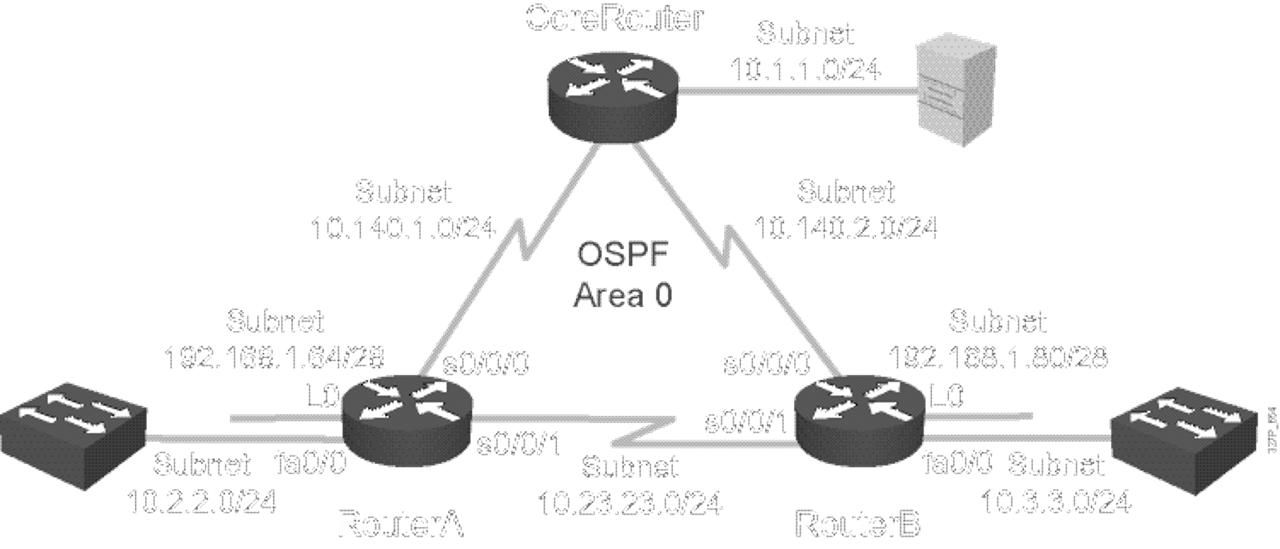 CoreRouter
Subnet
10.1.1.0/24
Subnet
10.140.1.0/24
Subnet
10.140.2.0/24
OSPF
Area 0
Subnet
192.168.1.64/28
L0
s0/0/0
s0/0/0
Subnet
192.168.1.80/28
L0
s0/0/1
s0/0/1
Subnet
10.2.2.0/24
fa0/0
Subnet
10.23.23.0/24
fa0/0
Subnet
10.3.3.0/24
RouterA
RouterB